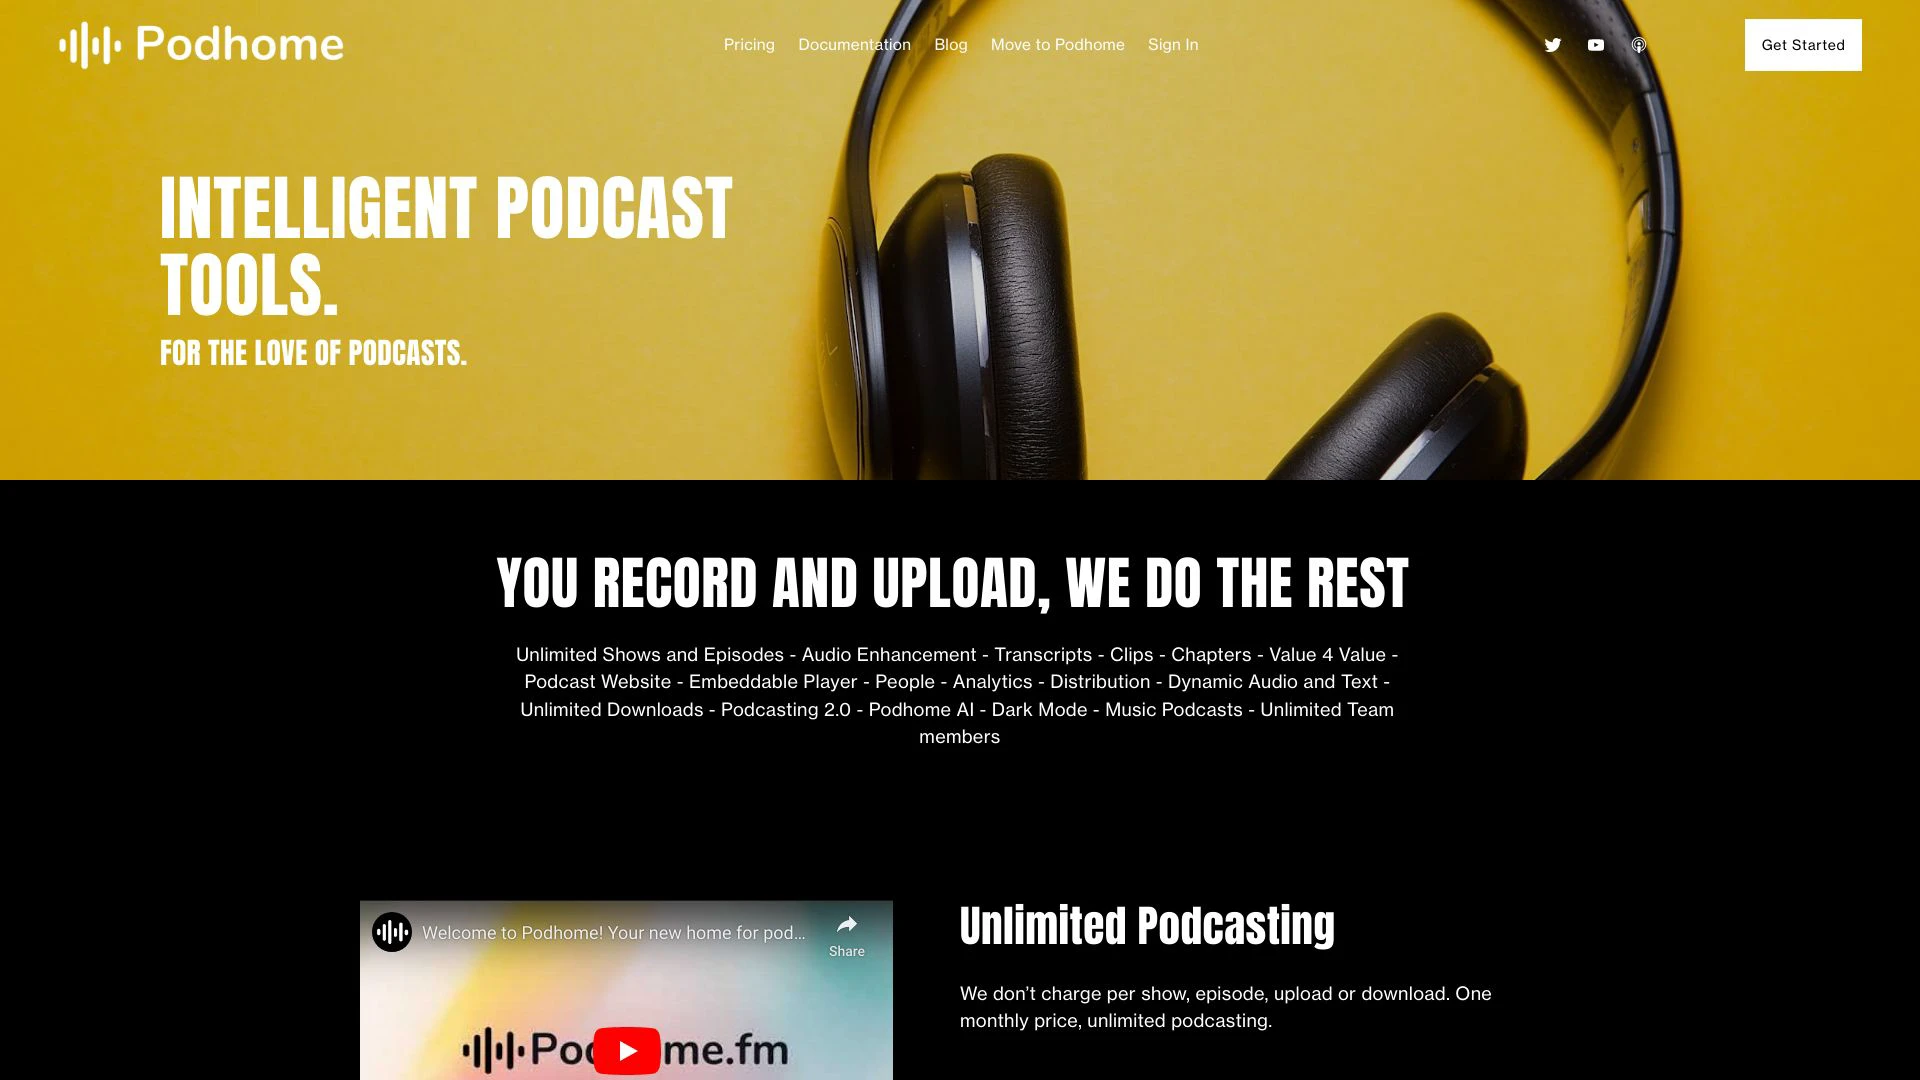 Podhome
Pricing
Documentation
Blog
Move to Podhome
Sign In
Get Started
INTELLIGENT PODCAST
TOOLS.
FOR THE LOVE OF PODCASTS.
YOU RECORD AND UPLOAD, WE DO THE REST
Unlimited Shows and Episodes - Audio Enhancement - Transcripts - Clips - Chapters - Value 4 Value -
Podcast Website - Embeddable Player - People - Analytics - Distribution - Dynamic Audio and Text -
Unlimited Downloads - Podcasting 2.0 - Podhome AI - Dark Mode - Music Podcasts - Unlimited Team
members
Welcome to Podhome! Your new home for pod...
Share
Unlimited Podcasting
We don’t charge per show, episode, upload or download. One
monthly price, unlimited podcasting.